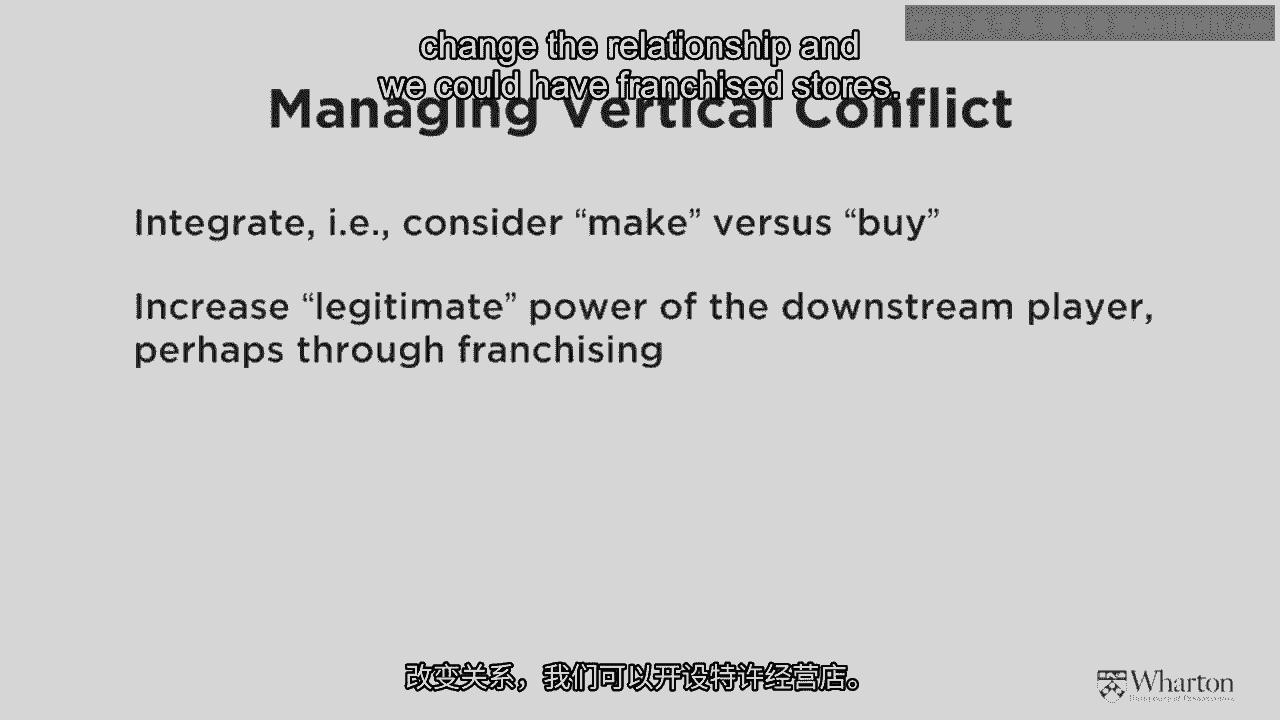 change the relationship and
we could have franchised stores.
Managing Vertical Conflict
Integrate, i.e., consider “make” versus “buy”
Increase “legitimate” power of the downstream player,
perhaps through franchising
改变关系，我们可以开设特许经营店。
Wharton